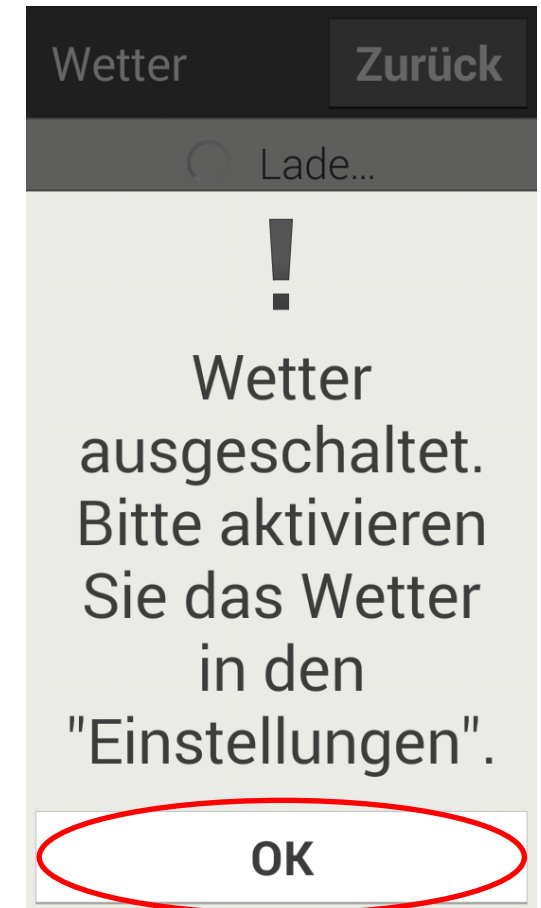 Wetter Zurück
Lade...
!
Wetter
ausgeschaltet.
Bitte aktivieren
Sie das Wetter
in den
"Einstellungen".
OK